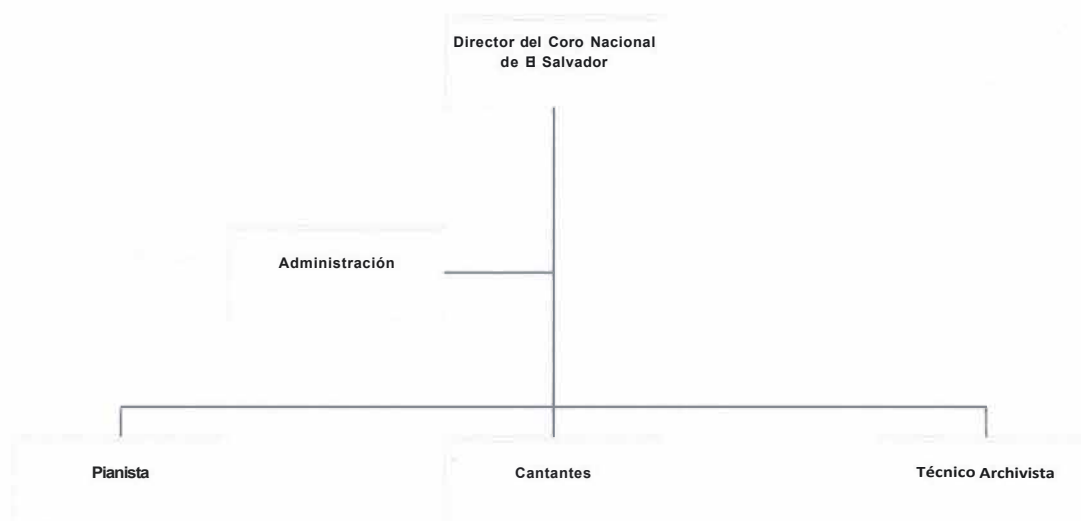 Director del Coro Nacional
de El Salvador
Administración
Pianista
Cantantes
Técnico Archivista